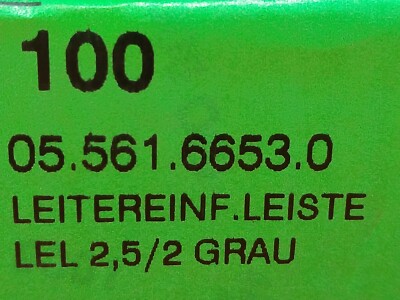 100
05.561.6653.0
LEITEREINF.LEISTE
LEL 2,5/2 GRAU